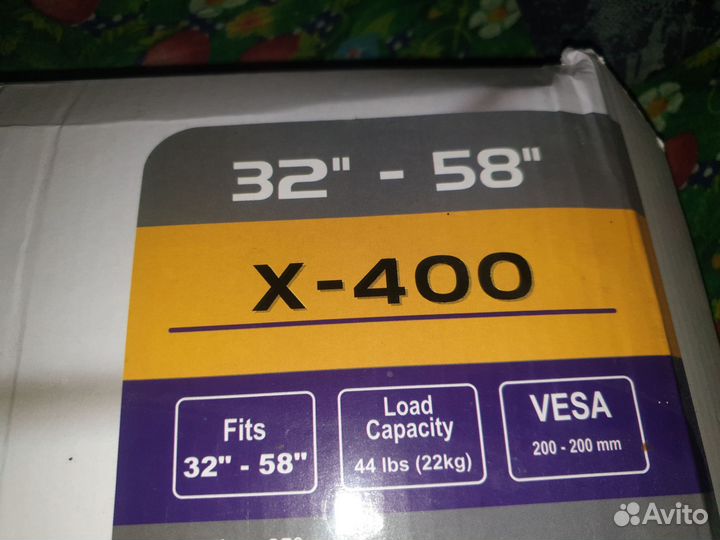 32" - 58"
X-400
Fits
32" - 58"
Load
Capacity
44 lbs (22kg)
VESA
200 - 200 mm
Avito